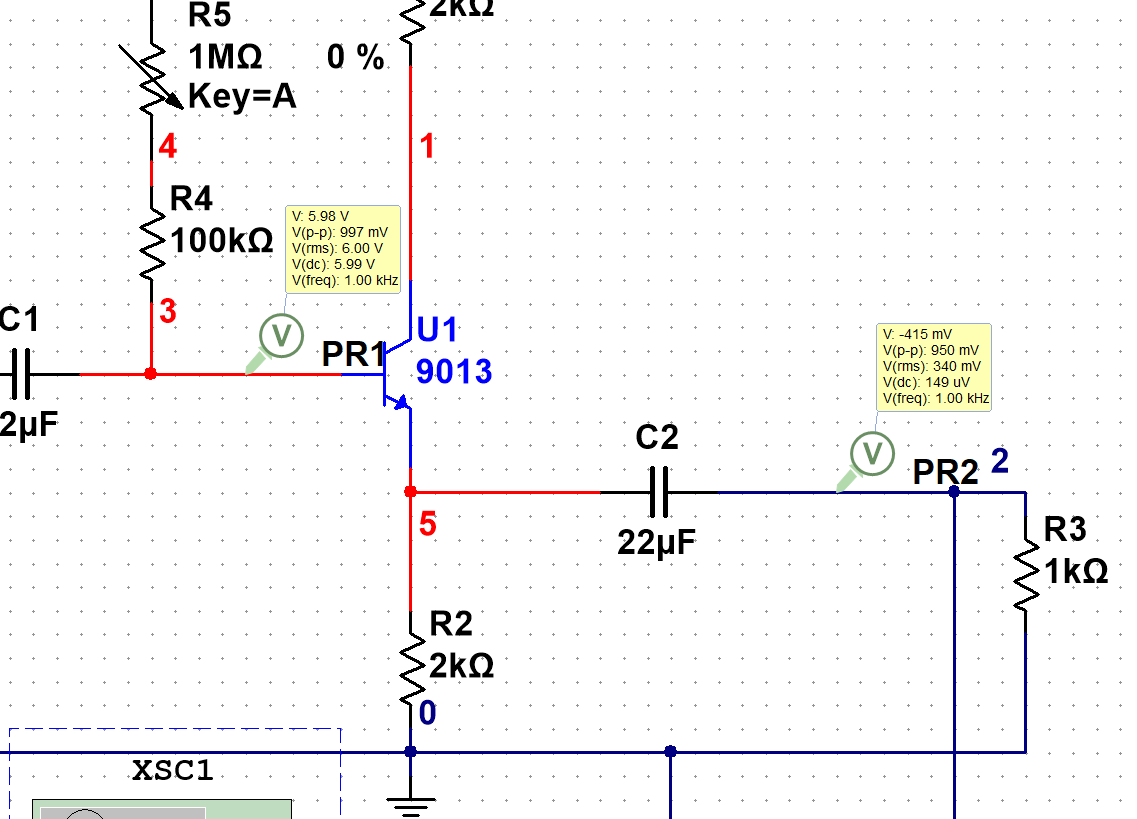 R5
1MΩ
Key=A
0 %
2kΩ
4
1
R4
100kΩ
V: 5.98 V
V(p-p): 997 mV
V(rms): 6.00 V
V(dc): 5.99 V
V(freq): 1.00 kHz
3
C1
V
PR1
U1
9013
2µF
V: -415 mV
V(p-p): 950 mV
V(rms): 340 mV
V(dc): 149 uV
V(freq): 1.00 kHz
C2
V
PR2
2
22µF
5
R3
1kΩ
R2
2kΩ
0
XSC1